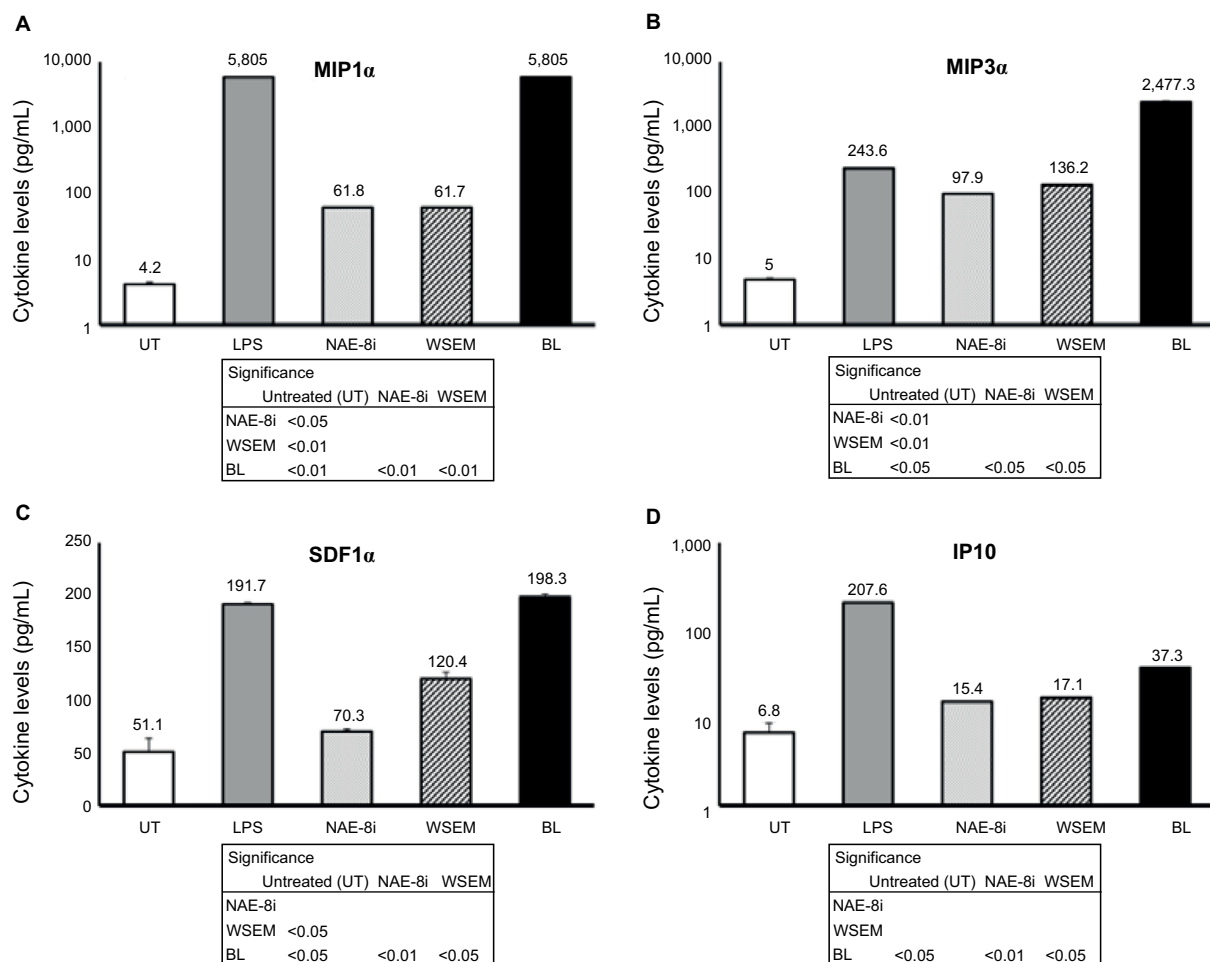 A
MIP1α
Cytokine levels (pg/mL)
10,000
1,000
100
10
1
4.2
5,805
61.8
61.7
5,805
UT LPS NAE-8i WSEM BL
Significance
Untreated (UT) NAE-8i WSEM
NAE-8i <0.05
WSEM <0.01
BL <0.01 <0.01 <0.01
B
MIP3α
Cytokine levels (pg/mL)
10,000
1,000
100
10
1
5
243.6
97.9
136.2
2,477.3
UT LPS NAE-8i WSEM BL
Significance
Untreated (UT) NAE-8i WSEM
NAE-8i <0.01
WSEM <0.01
BL <0.05 <0.05 <0.05
C
SDF1α
Cytokine levels (pg/mL)
250
200
150
100
50
0
51.1
191.7
70.3
120.4
198.3
UT LPS NAE-8i WSEM BL
Significance
Untreated (UT) NAE-8i WSEM
NAE-8i
WSEM <0.05
BL <0.05 <0.01 <0.05
D
IP10
Cytokine levels (pg/mL)
1,000
100
10
1
6.8
207.6
15.4
17.1
37.3
UT LPS NAE-8i WSEM BL
Significance
Untreated (UT) NAE-8i WSEM
NAE-8i
WSEM
BL <0.05 <0.01 <0.05